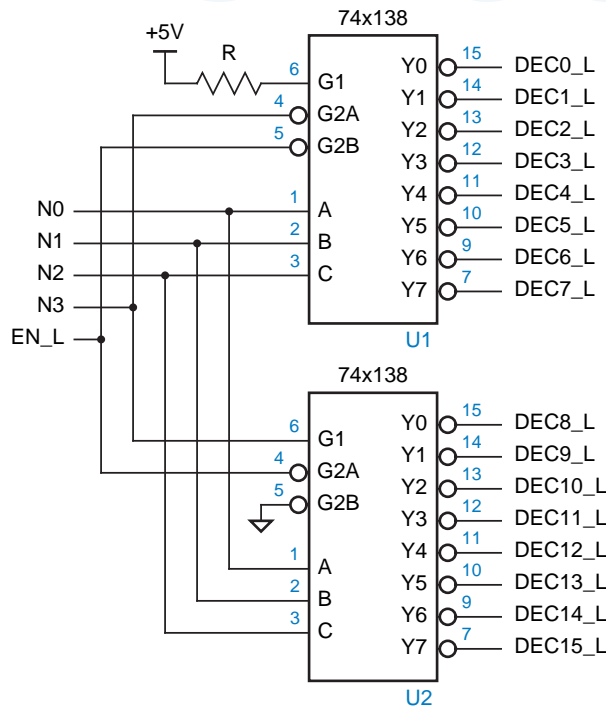 74x138
+5V
R
6 G1
4 G2A
5 G2B
1 A
2 B
3 C
Y0 15 DEC0_L
Y1 14 DEC1_L
Y2 13 DEC2_L
Y3 12 DEC3_L
Y4 11 DEC4_L
Y5 10 DEC5_L
Y6 9 DEC6_L
Y7 7 DEC7_L
U1
N0
N1
N2
N3
EN_L
74x138
6 G1
4 G2A
5 G2B
1 A
2 B
3 C
Y0 15 DEC8_L
Y1 14 DEC9_L
Y2 13 DEC10_L
Y3 12 DEC11_L
Y4 11 DEC12_L
Y5 10 DEC13_L
Y6 9 DEC14_L
Y7 7 DEC15_L
U2